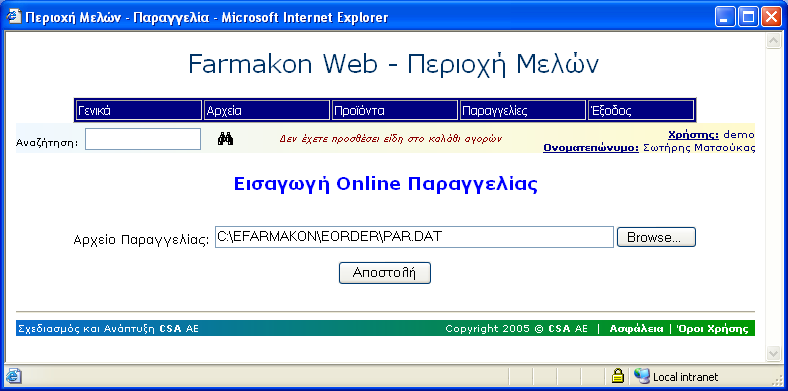 Περιοχή Μελών - Παραγγελία - Microsoft Internet Explorer
Farmakon Web - Περιοχή Μελών
Γενικά Αρχεία Προϊόντα Παραγγελίες Έξοδος
Αναζήτηση: Δεν έχετε προσθέσει είδη στο καλάθι αγορών Χρήστης: demo
Ονοματεπώνυμο: Σωτήρης Ματσούκας
Εισαγωγή Online Παραγγελίας
Αρχείο Παραγγελίας: C:\EFARMAKON\EORDER\PAR.DAT Browse...
Αποστολή
Σχεδιασμός και Ανάπτυξη CSA ΑΕ Copyright 2005 © CSA ΑΕ | Ασφάλεια | Όροι Χρήσης
Local intranet